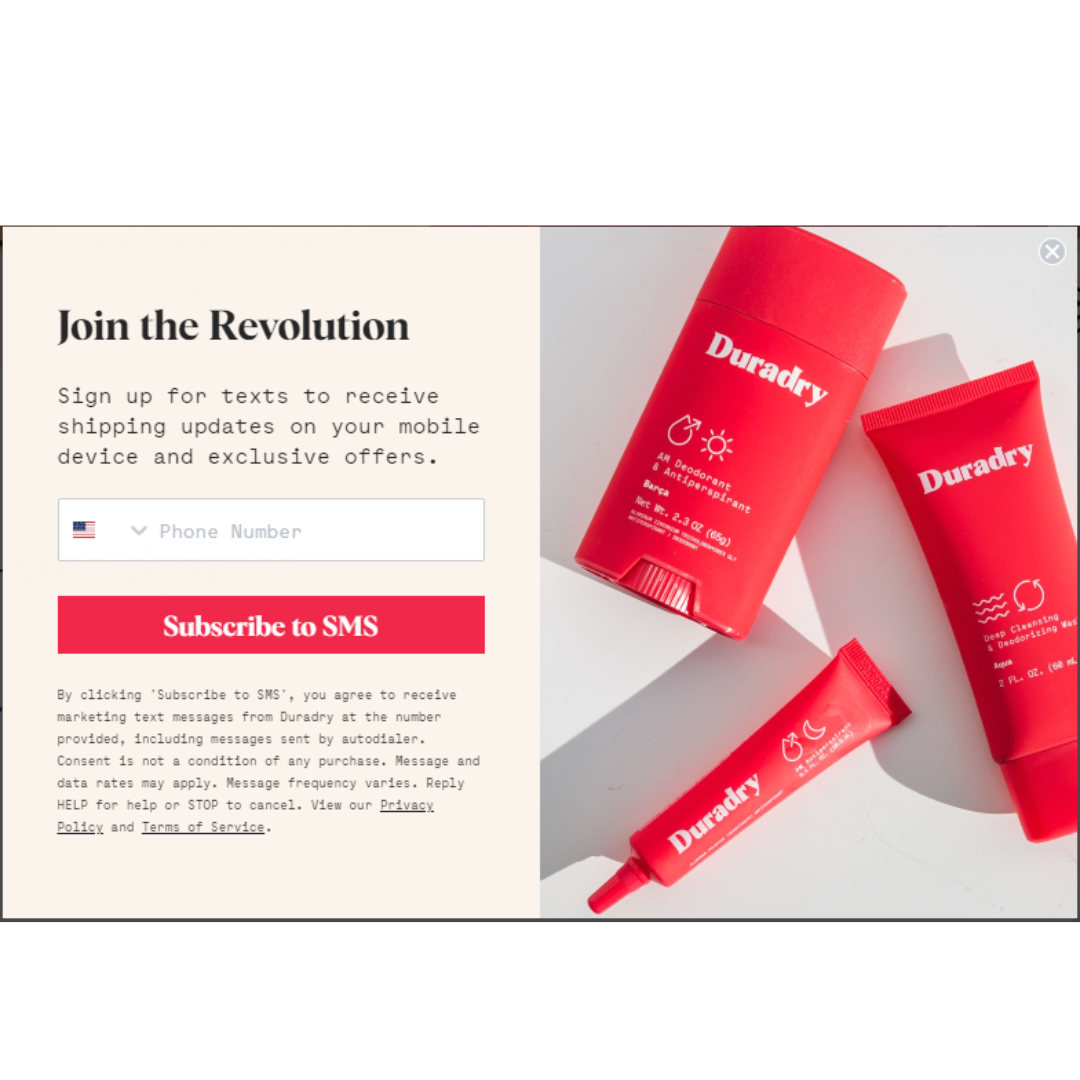 Join the Revolution
Sign up for texts to receive
shipping updates on your mobile
device and exclusive offers.
Phone Number
Subscribe to SMS
By clicking 'Subscribe to SMS', you agree to receive
marketing text messages from Duradry at the number
provided, including messages sent by autodialer.
Consent is not a condition of any purchase. Message and
data rates may apply. Message frequency varies. Reply
HELP for help or STOP to cancel. View our Privacy
Policy and Terms of Service.
Duradry
AM Deodorant
& Antiperspirant
Barça
Net Wt. 2.3 OZ (65g)
ANTIPERSPIRANT / DEODORANT
Duradry
Deep Cleansing
& Deodorizing
Aqua
2 FL. OZ. (60
Duradry
PM Antiperspirant